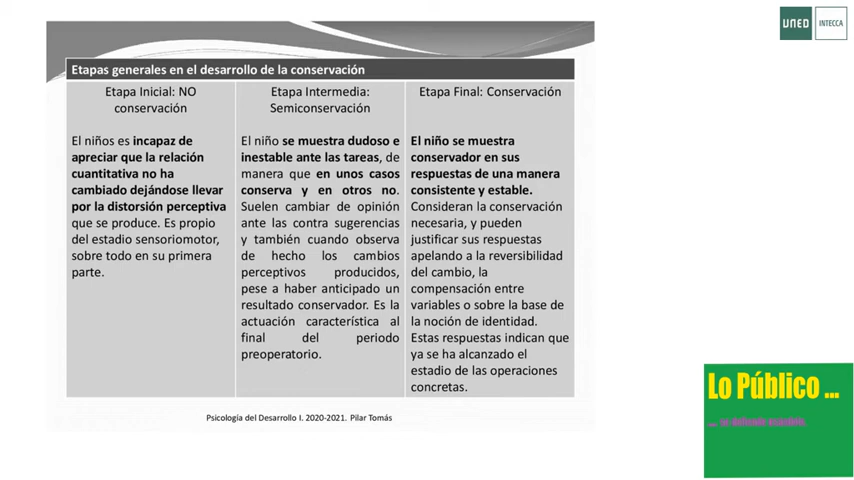 UNED
INTECCA
Etapas generales en el desarrollo de la conservación
Etapa Inicial: NO
conservación
El niños es incapaz de
apreciar que la relación
cuantitativa no ha
cambiado dejándose llevar
por la distorsión perceptiva
que se produce. Es propio
del estadio sensoriomotor,
sobre todo en su primera
parte.
Etapa Intermedia:
Semiconservación
El niño se muestra dudoso e
inestable ante las tareas, de
manera que en unos casos
conserva y en otros no.
Suelen cambiar de opinión
ante las contra sugerencias
y también cuando observa
de hecho los cambios
perceptivos producidos,
pese a haber anticipado un
resultado conservador. Es la
actuación característica al
final del periodo
preoperatorio.
Etapa Final: Conservación
El niño se muestra
conservador en sus
respuestas de una manera
consistente y estable.
Consideran la conservación
necesaria, y pueden
justificar sus respuestas
apelando a la reversibilidad
del cambio, la
compensación entre
variables o sobre la base de
la noción de identidad.
Estas respuestas indican que
ya se ha alcanzado el
estadio de las operaciones
concretas.
Psicología del Desarrollo I. 2020-2021. Pilar Tomás
Lo Público ...